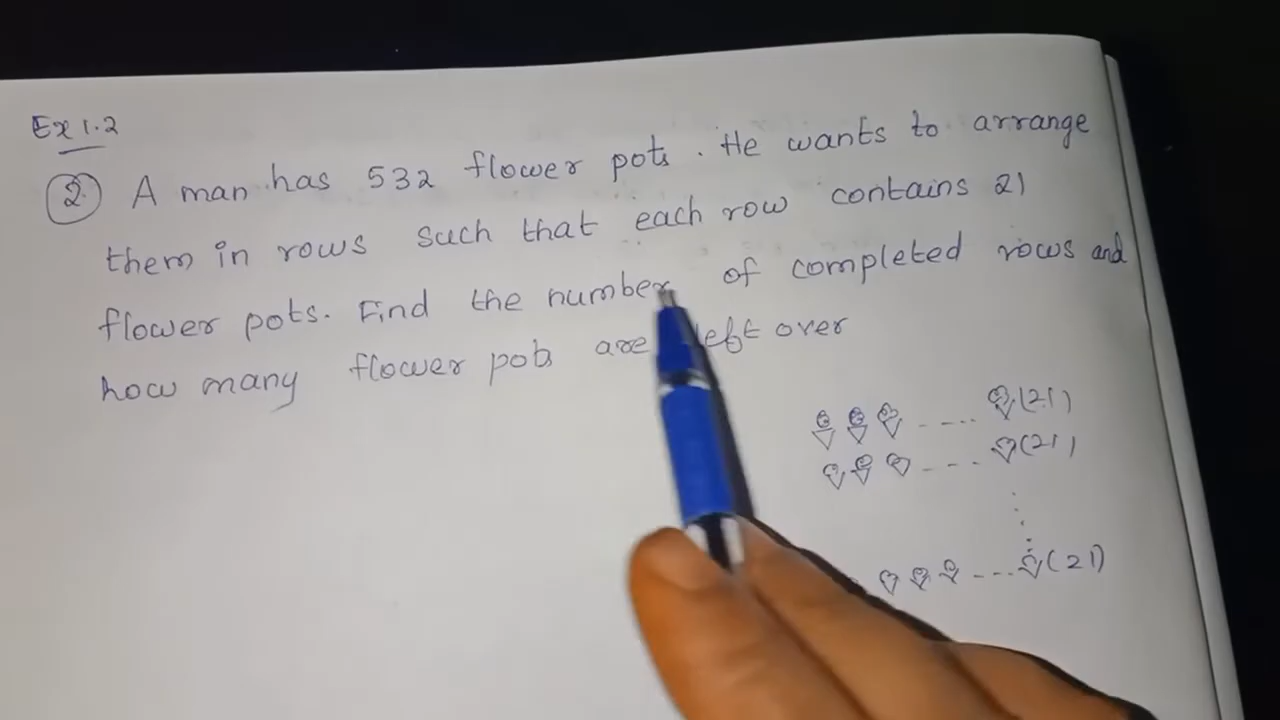 Ex 1.2
② A man has 532 flower pots. He wants to arrange
them in rows such that each row contains 21
flower pots. Find the number of completed rows and
how many flower pots are left over
.... (21)
.... (21)
... (21)